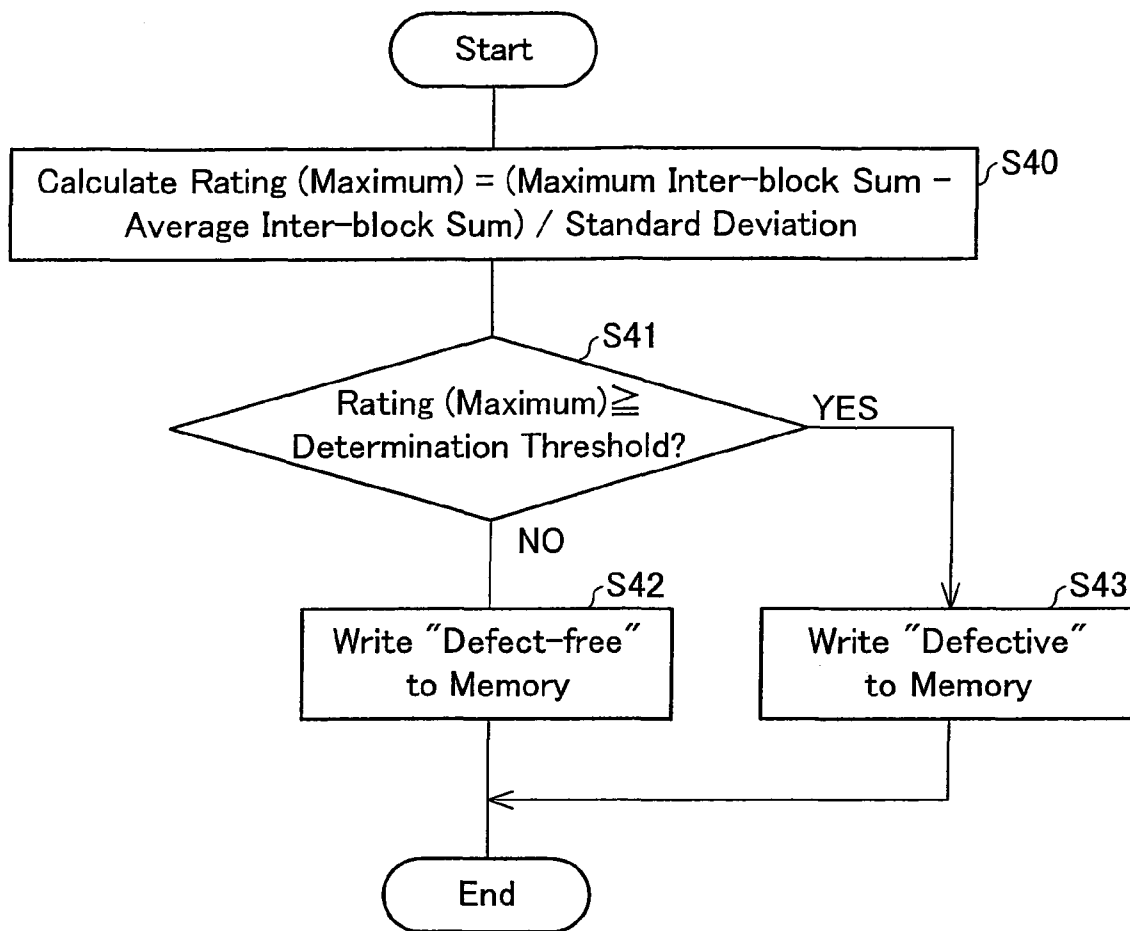 Start
S40
Calculate Rating (Maximum) = (Maximum Inter-block Sum -
Average Inter-block Sum) / Standard Deviation
S41
Rating (Maximum)≧
Determination Threshold?
YES
NO
S42
Write "Defect-free"
to Memory
S43
Write "Defective"
to Memory
End